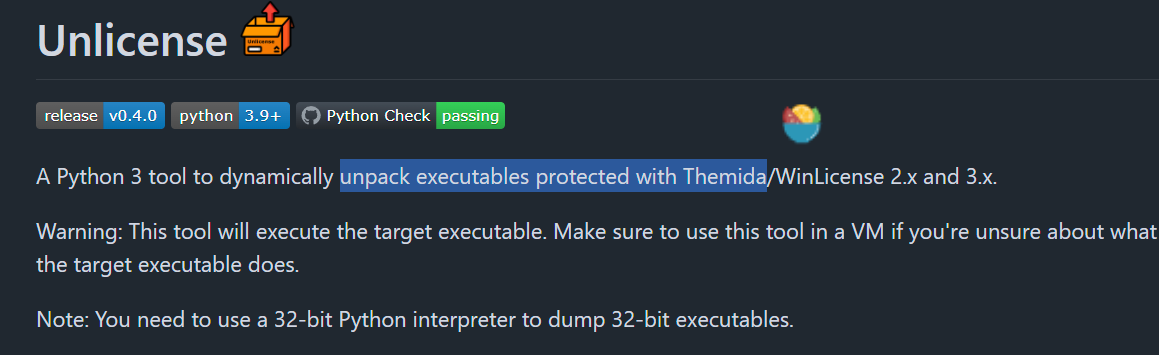 Unlicense
Unlicense
release v0.4.0 python 3.9+ Python Check passing
A Python 3 tool to dynamically unpack executables protected with Themida/WinLicense 2.x and 3.x.
Warning: This tool will execute the target executable. Make sure to use this tool in a VM if you're unsure about what
the target executable does.
Note: You need to use a 32-bit Python interpreter to dump 32-bit executables.